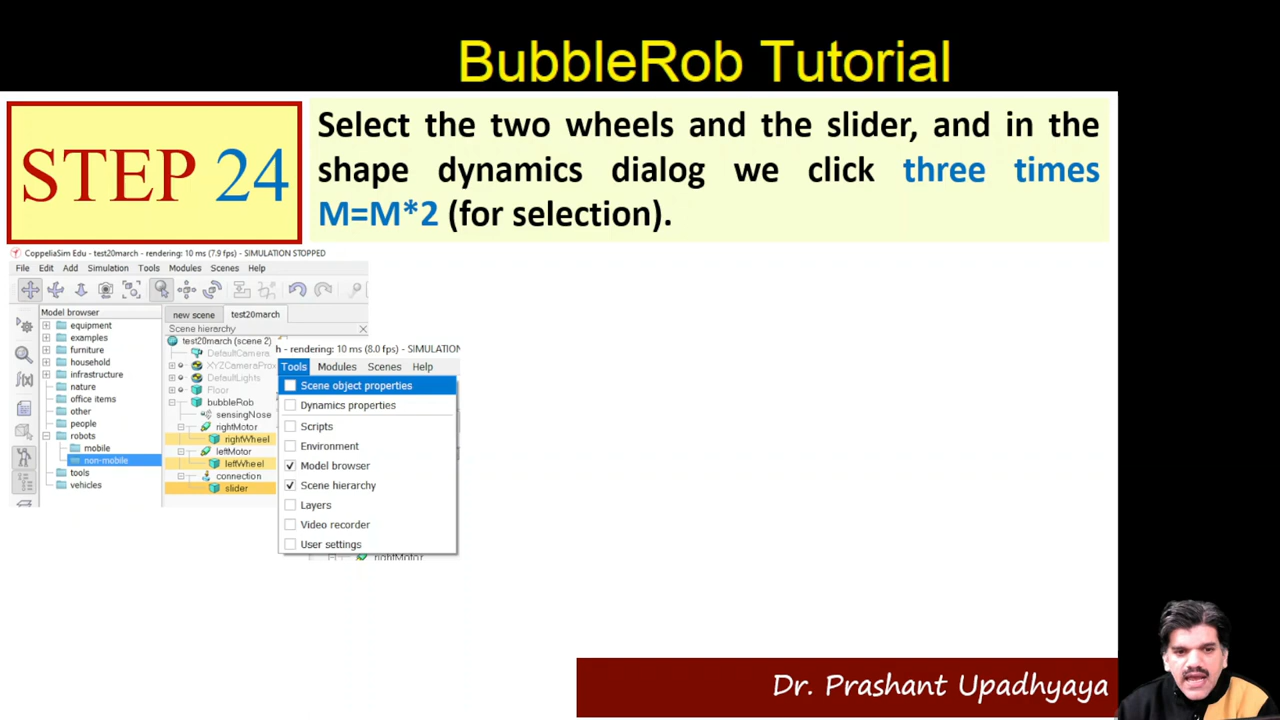 BubbleRob Tutorial
STEP 24
Select the two wheels and the slider, and in the
shape dynamics dialog we click three times
M=M*2 (for selection).
CoppeliaSim Edu - test20march - rendering: 10 ms (7.9 fps) - SIMULATION STOPPED
File Edit Add Simulation Tools Modules Scenes Help
f(x)
Model browser
equipment
examples
furniture
household
infrastructure
nature
office items
other
people
robots
mobile
non-mobile
tools
vehicles
new scene test20march
Scene hierarchy
test20march (scene 2)
DefaultCamera
XYZCameraProx
DefaultLights
Floor
bubbleRob
sensingNose
rightMotor
rightWheel
leftMotor
leftWheel
connection
slider
h - rendering: 10 ms (8.0 fps) - SIMULATION
Tools Modules Scenes Help
Scene object properties
Dynamics properties
Scripts
Environment
Model browser
Scene hierarchy
Layers
Video recorder
User settings
rightMotor
Dr. Prashant Upadhyaya